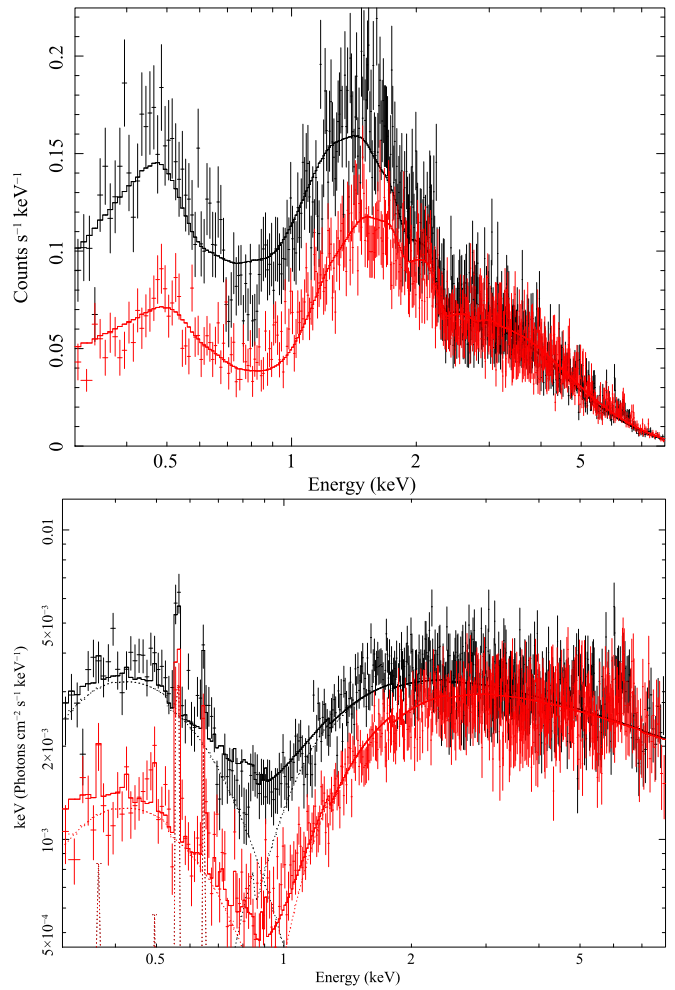 0.2
0.15
0.1
0.05
0
Counts s⁻¹ keV⁻¹
0.5 1 2 5
Energy (keV)
0.01
5×10⁻³
2×10⁻³
10⁻³
5×10⁻⁴
keV (Photons cm⁻² s⁻¹ keV⁻¹)
0.5 1 2 5
Energy (keV)